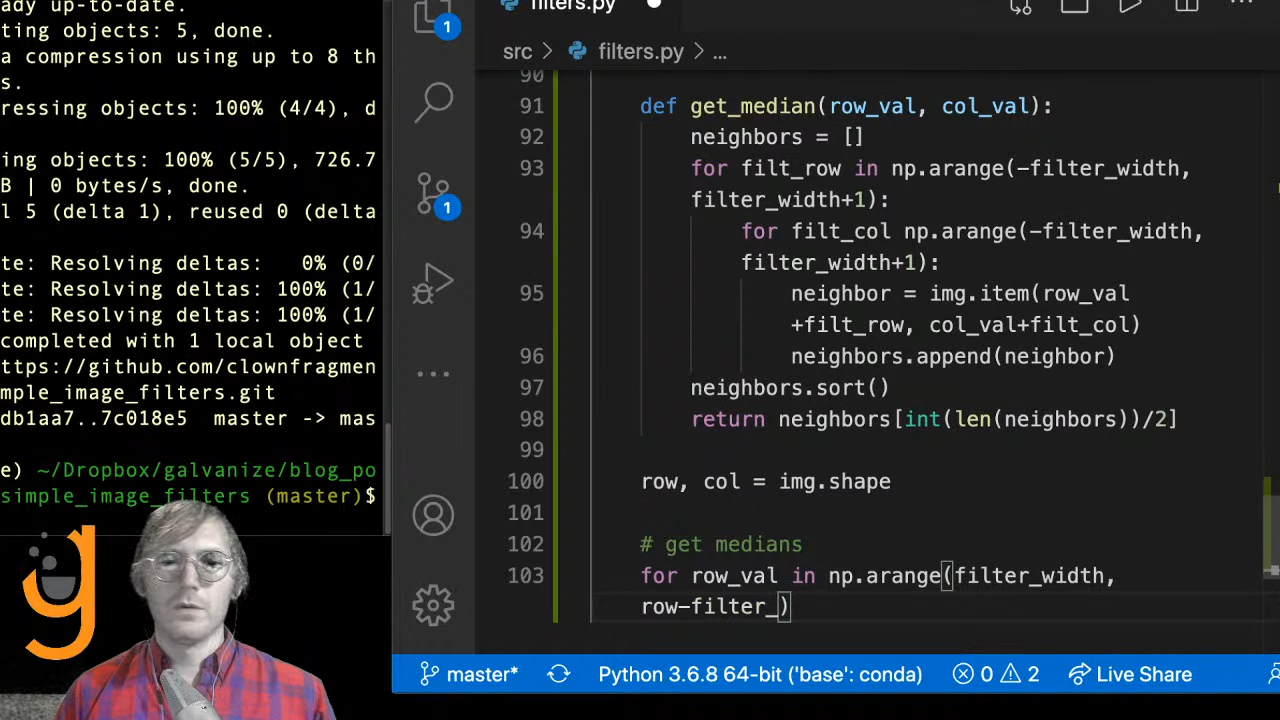 ady up-to-date.
ting objects: 5, done.
a compression using up to 8 th
s.
ressing objects: 100% (4/4), d
ing objects: 100% (5/5), 726.7
B | 0 bytes/s, done.
l 5 (delta 1), reused 0 (delta
te: Resolving deltas:   0% (0/
te: Resolving deltas: 100% (1/
te: Resolving deltas: 100% (1/
completed with 1 local object
ttps://github.com/clownfragmen
mple_image_filters.git
db1aa7..7c018e5  master -> mas
e) ~/Dropbox/galvanize/blog_po
simple_image_filters (master)$
g
1
1
filters.py
src > filters.py > ...
90
91 def get_median(row_val, col_val):
92 neighbors = []
93 for filt_row in np.arange(-filter_width,
filter_width+1):
94 for filt_col np.arange(-filter_width,
filter_width+1):
95 neighbor = img.item(row_val
+filt_row, col_val+filt_col)
96 neighbors.append(neighbor)
97 neighbors.sort()
98 return neighbors[int(len(neighbors))/2]
99
100 row, col = img.shape
101
102 # get medians
103 for row_val in np.arange(filter_width,
row-filter_)
master* Python 3.6.8 64-bit ('base': conda) 0 2 Live Share